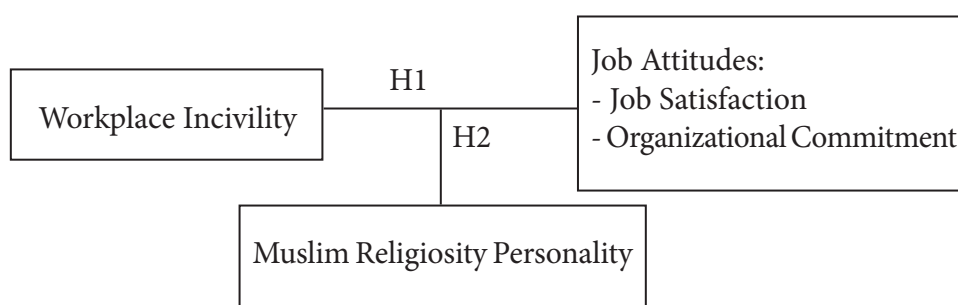 H1
Workplace Incivility
H2
Job Attitudes:
- Job Satisfaction
- Organizational Commitment
Muslim Religiosity Personality